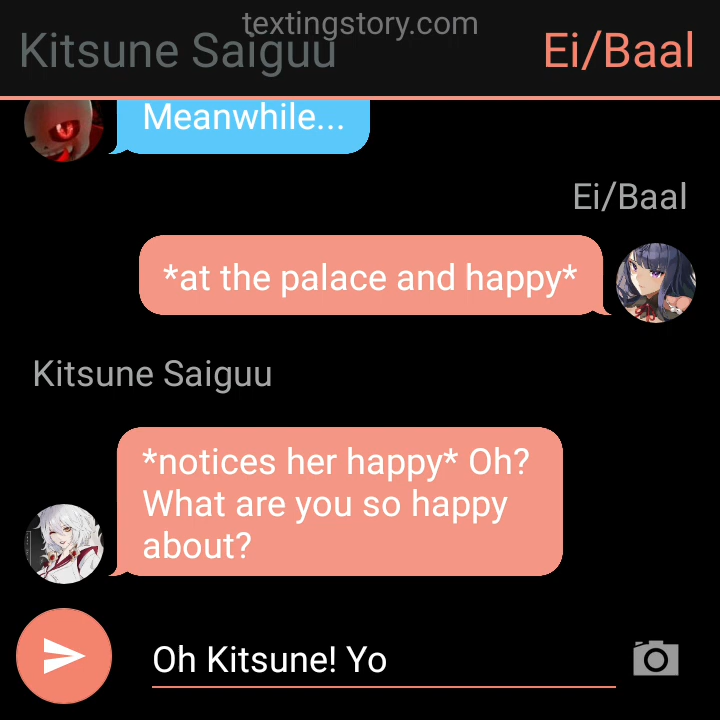 textingstory.com
Kitsune Saiguu
Ei/Baal
Meanwhile...
Ei/Baal
*at the palace and happy*
Kitsune Saiguu
*notices her happy* Oh?
What are you so happy
about?
Oh Kitsune! Yo